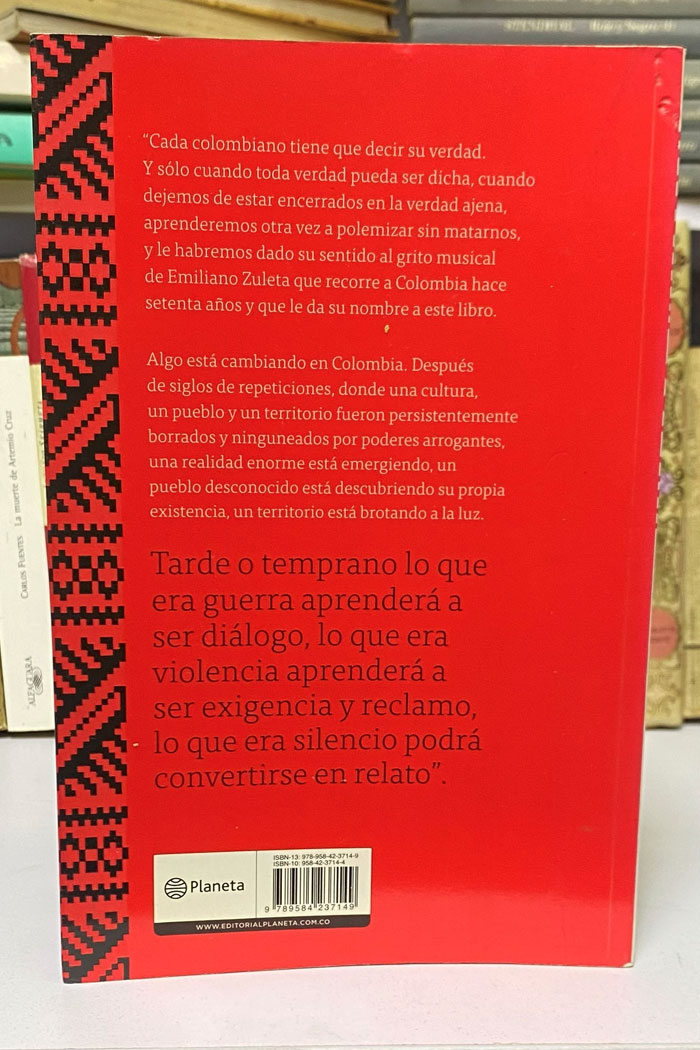 “Cada colombiano tiene que decir su verdad.
Y sólo cuando toda verdad pueda ser dicha, cuando
dejemos de estar encerrados en la verdad ajena,
aprenderemos otra vez a polemizar sin matarnos,
y le habremos dado su sentido al grito musical
de Emiliano Zuleta que recorre a Colombia hace
setenta años y que le da su nombre a este libro.
Algo está cambiando en Colombia. Después
de siglos de repeticiones, donde una cultura,
un pueblo y un territorio fueron persistentemente
borrados y ninguneados por poderes arrogantes,
una realidad enorme está emergiendo, un
pueblo desconocido está descubriendo su propia
existencia, un territorio está brotando a la luz.
Tarde o temprano lo que
era guerra aprenderá a
ser diálogo, lo que era
violencia aprenderá a
ser exigencia y reclamo,
lo que era silencio podrá
convertirse en relato”.
ISBN-13: 978-958-42-3714-9
ISBN-10: 958-42-3714-4
Planeta
9 789584 237149
WWW.EDITORIALPLANETA.COM.CO
CARLOS FUENTES La muerte de Artemio Cruz
ALFAGUARA